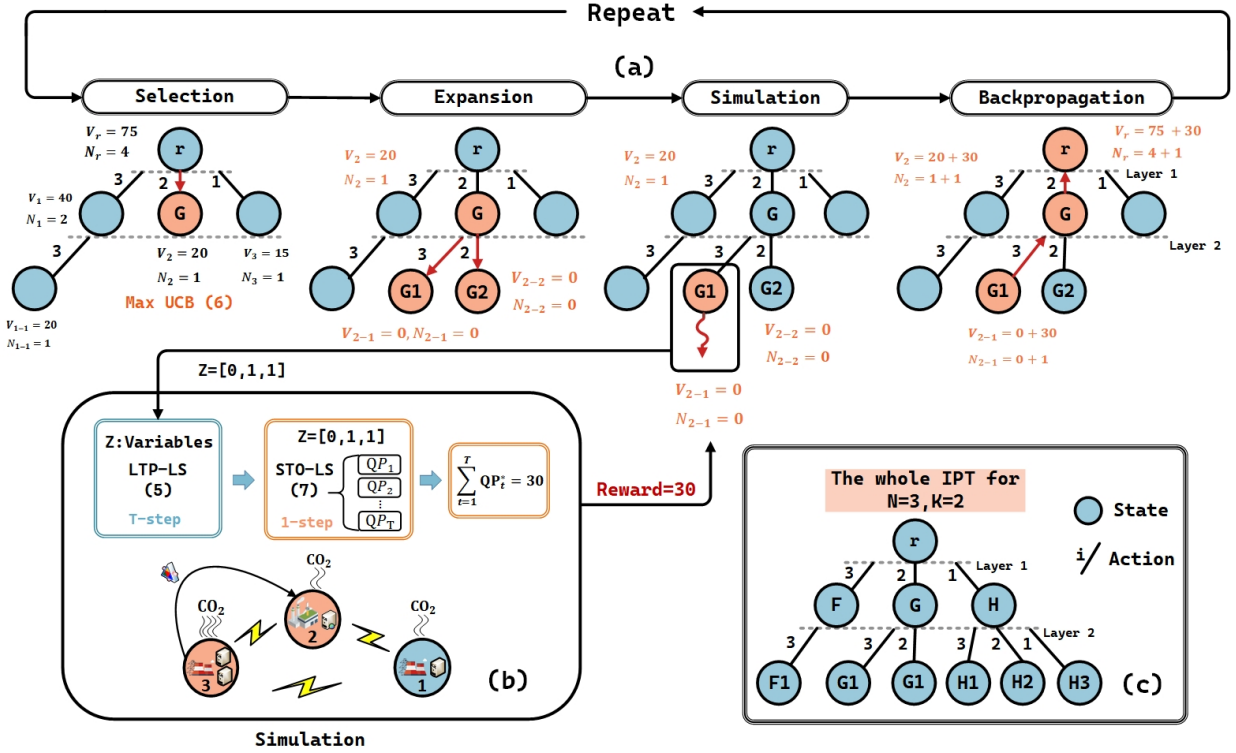 Repeat
(a)
Selection
Expansion
Simulation
Backpropagation
V_r = 75
N_r = 4
r
3
2
1
V_1 = 40
N_1 = 2
G
3
V_2 = 20
N_2 = 1
V_3 = 15
N_3 = 1
Max UCB (6)
V_{1-1} = 20
N_{1-1} = 1
V_2 = 20
N_2 = 1
r
3
2
1
G
3
3
2
G1
G2
V_{2-2} = 0
N_{2-2} = 0
V_{2-1} = 0, N_{2-1} = 0
V_2 = 20
N_2 = 1
r
3
2
1
G
3
3
2
G1
G2
V_{2-2} = 0
N_{2-2} = 0
V_{2-1} = 0
N_{2-1} = 0
V_r = 75 + 30
N_r = 4 + 1
V_2 = 20 + 30
N_2 = 1 + 1
r
3
2
1
Layer 1
G
Layer 2
3
3
2
G1
G2
V_{2-1} = 0 + 30
N_{2-1} = 0 + 1
Z=[0,1,1]
Z:Variables
LTP-LS
(5)
T-step
Z=[0,1,1]
STO-LS
(7)
1-step
QP_1
QP_2
⋮
QP_T
∑_{t=1}^{T} QP_t^* = 30
Reward=30
CO_2
CO_2
CO_2
2
3
1
(b)
Simulation
The whole IPT for
N=3,K=2
r
3
2
1
Layer 1
F
G
H
Layer 2
3
3
2
3
2
1
F1
G1
G1
H1
H2
H3
State
i/ Action
(c)